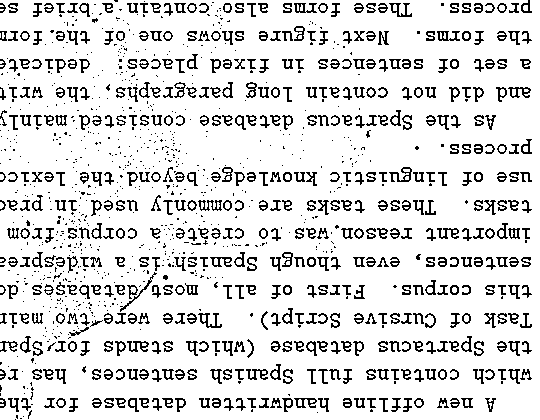 A new offline handwritten database for the
which contains full Spanish sentences, has re
the Spartacus database (which stands for Span
Task of Cursive Script). There were two main
this corpus. First of all, most databases do
sentences, even though Spanish is a widesprea
important reason was to create a corpus from
tasks. These tasks are commonly used in prac
use of linguistic knowledge beyond the lexico
process.
As the Spartacus database consisted mainly
and did not contain long paragraphs, the writ
a set of sentences in fixed places: dedicate
the forms. Next figure shows one of the form
process. These forms also contain a brief se